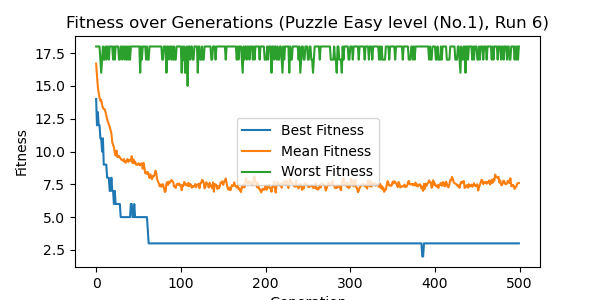 Fitness over Generations (Puzzle Easy level (No.1), Run 6)
17.5
15.0
12.5
10.0
7.5
5.0
2.5
Fitness
Best Fitness
Mean Fitness
Worst Fitness
0 100 200 300 400 500
Generation